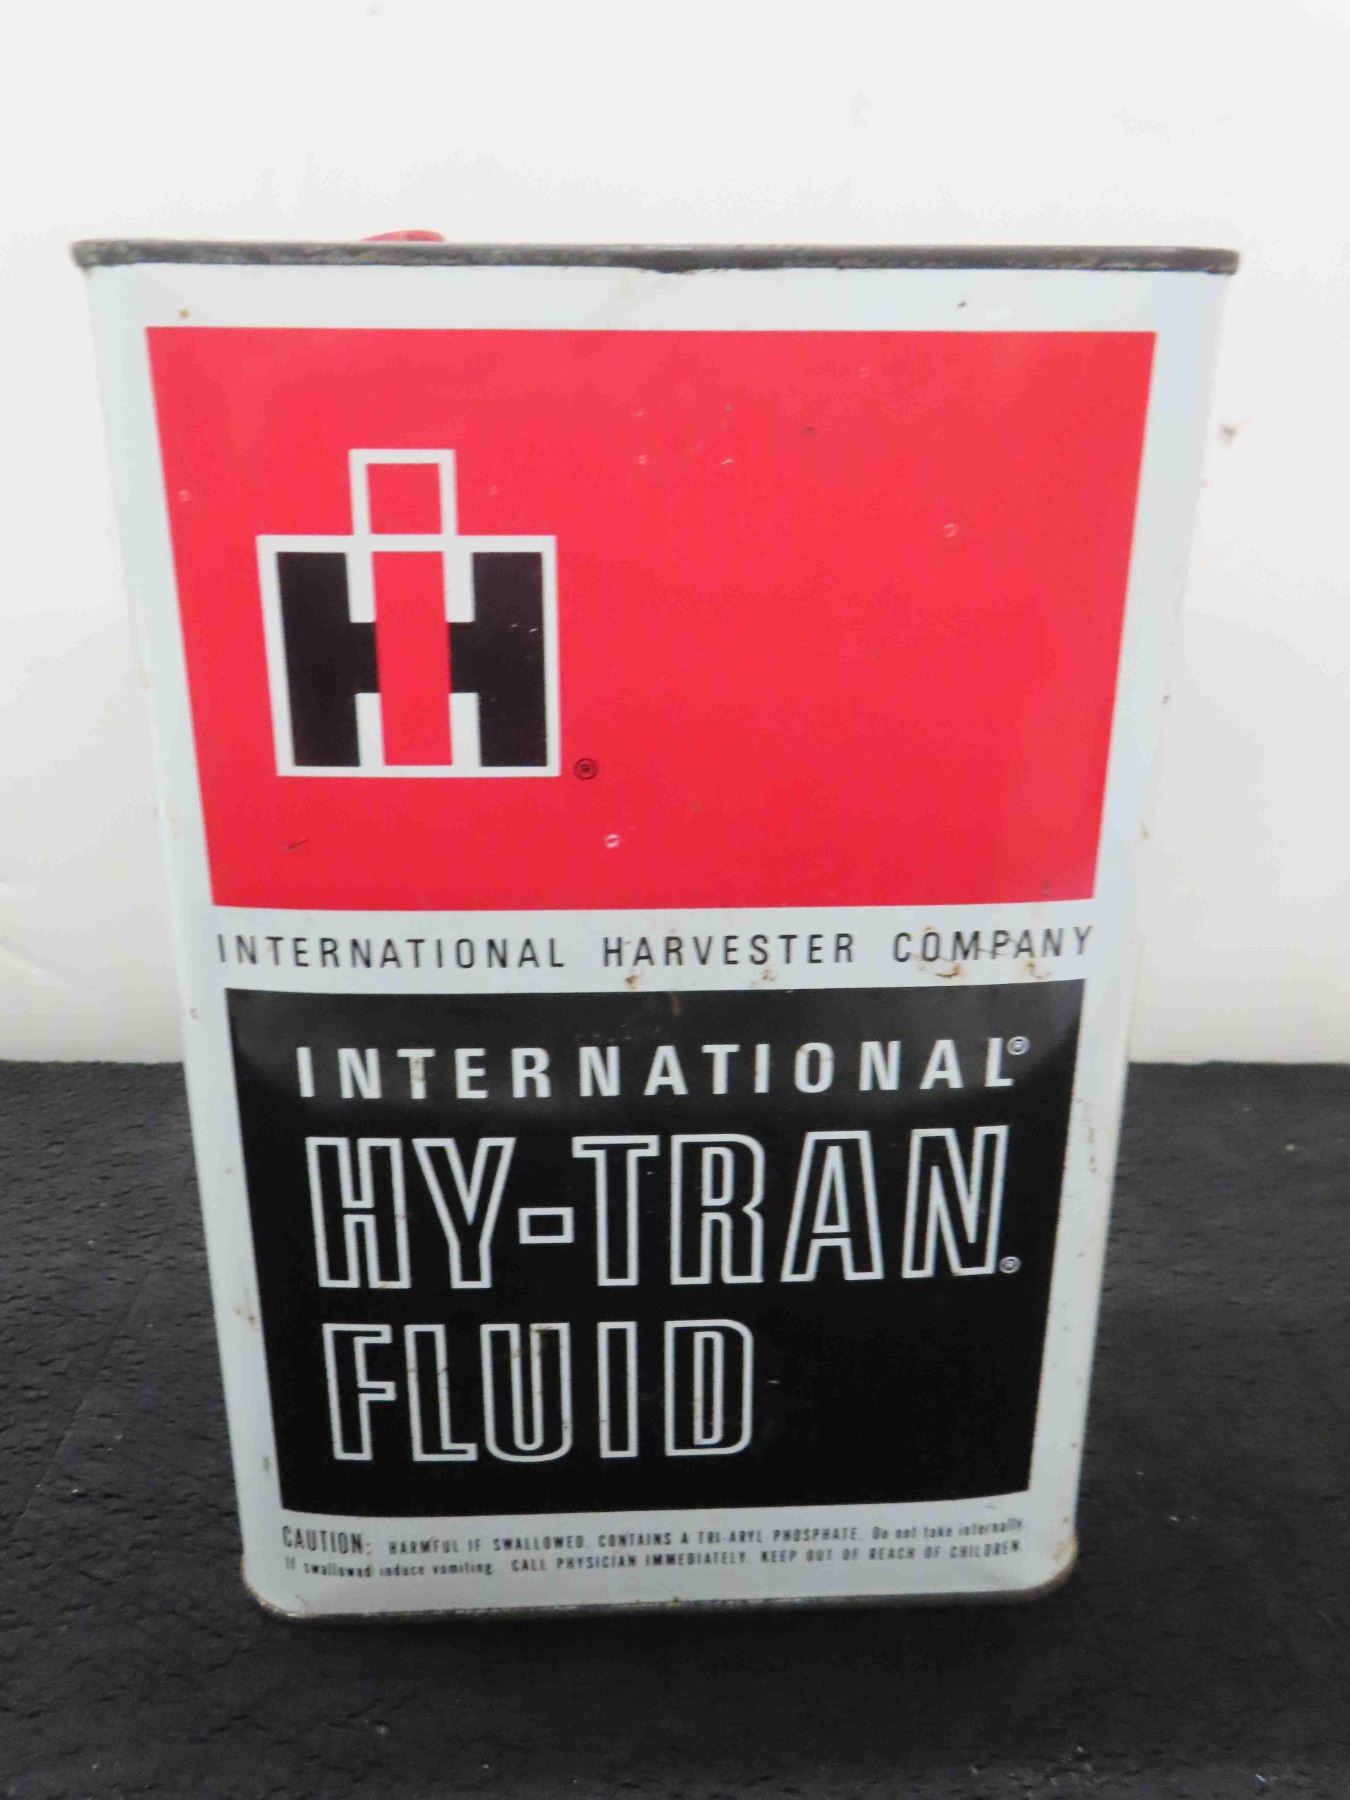 IH®
INTERNATIONAL HARVESTER COMPANY
INTERNATIONAL®
HY-TRAN®
FLUID
CAUTION: HARMFUL IF SWALLOWED. CONTAINS A TRI-ARYL PHOSPHATE. Do not take internally.
If swallowed induce vomiting. CALL PHYSICIAN IMMEDIATELY. KEEP OUT OF REACH OF CHILDREN.